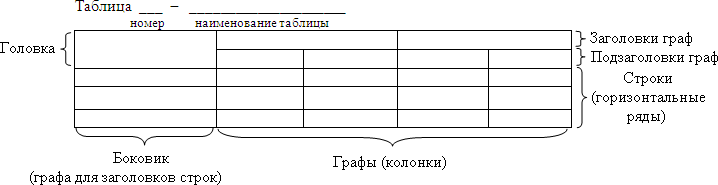 Таблица ___ – ____________________
номер наименование таблицы
Головка
Заголовки граф
Подзаголовки граф
Строки
(горизонтальные
ряды)
Боковик
(графа для заголовков строк)
Графы (колонки)